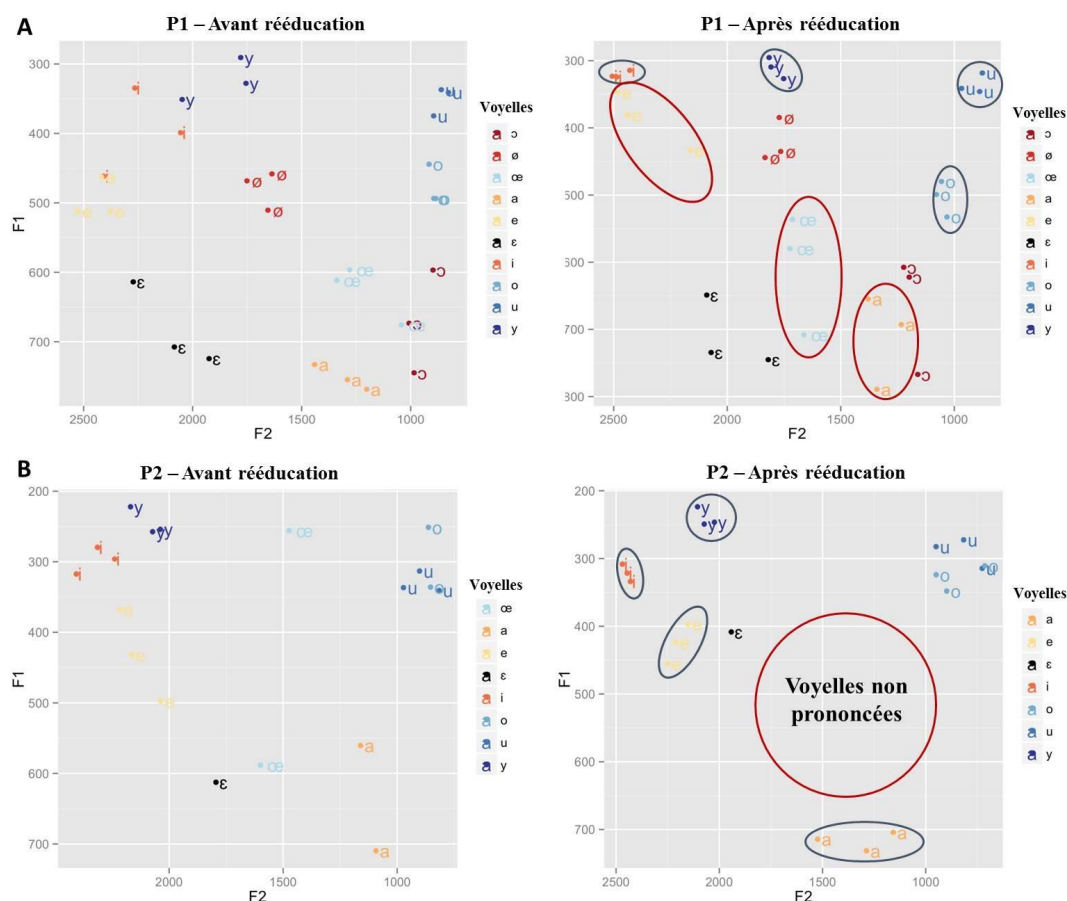 A
P1 – Avant rééducation
F1
300
400
500
600
700
2500
2000
1500
1000
F2
y
y
y
i
i
i
e
e
e
u
u
u
o
o
o
ø
ø
ø
œ
œ
œ
ɔ
ɔ
ɔ
ɛ
ɛ
ɛ
a
a
a
Voyelles
a ɔ
a ø
a œ
a a
a e
a ɛ
a i
a o
a u
a y
P1 – Après rééducation
300
400
500
500
700
300
2500
2000
1500
1000
F2
i
i
i
y
y
y
u
u
u
e
e
e
ø
ø
ø
o
o
o
œ
œ
œ
ɔ
ɔ
ɔ
a
a
a
ɛ
ɛ
ɛ
Voyelles
a ɔ
a ø
a œ
a a
a e
a ɛ
a i
a o
a u
a y
B
P2 – Avant rééducation
F1
200
300
400
500
600
700
2000
1500
1000
F2
y
y
y
œ
o
i
i
i
u
u
o
u
e
e
e
a
œ
ɛ
a
Voyelles
a œ
a a
a e
a ɛ
a i
a o
a u
a y
P2 – Après rééducation
F1
200
300
400
500
600
700
2500
2000
1500
1000
F2
y
y
y
u
u
i
i
i
o
u
o
o
e
e
e
ɛ
Voyelles non
prononcées
a
a
a
Voyelles
a a
a e
a ɛ
a i
a o
a u
a y